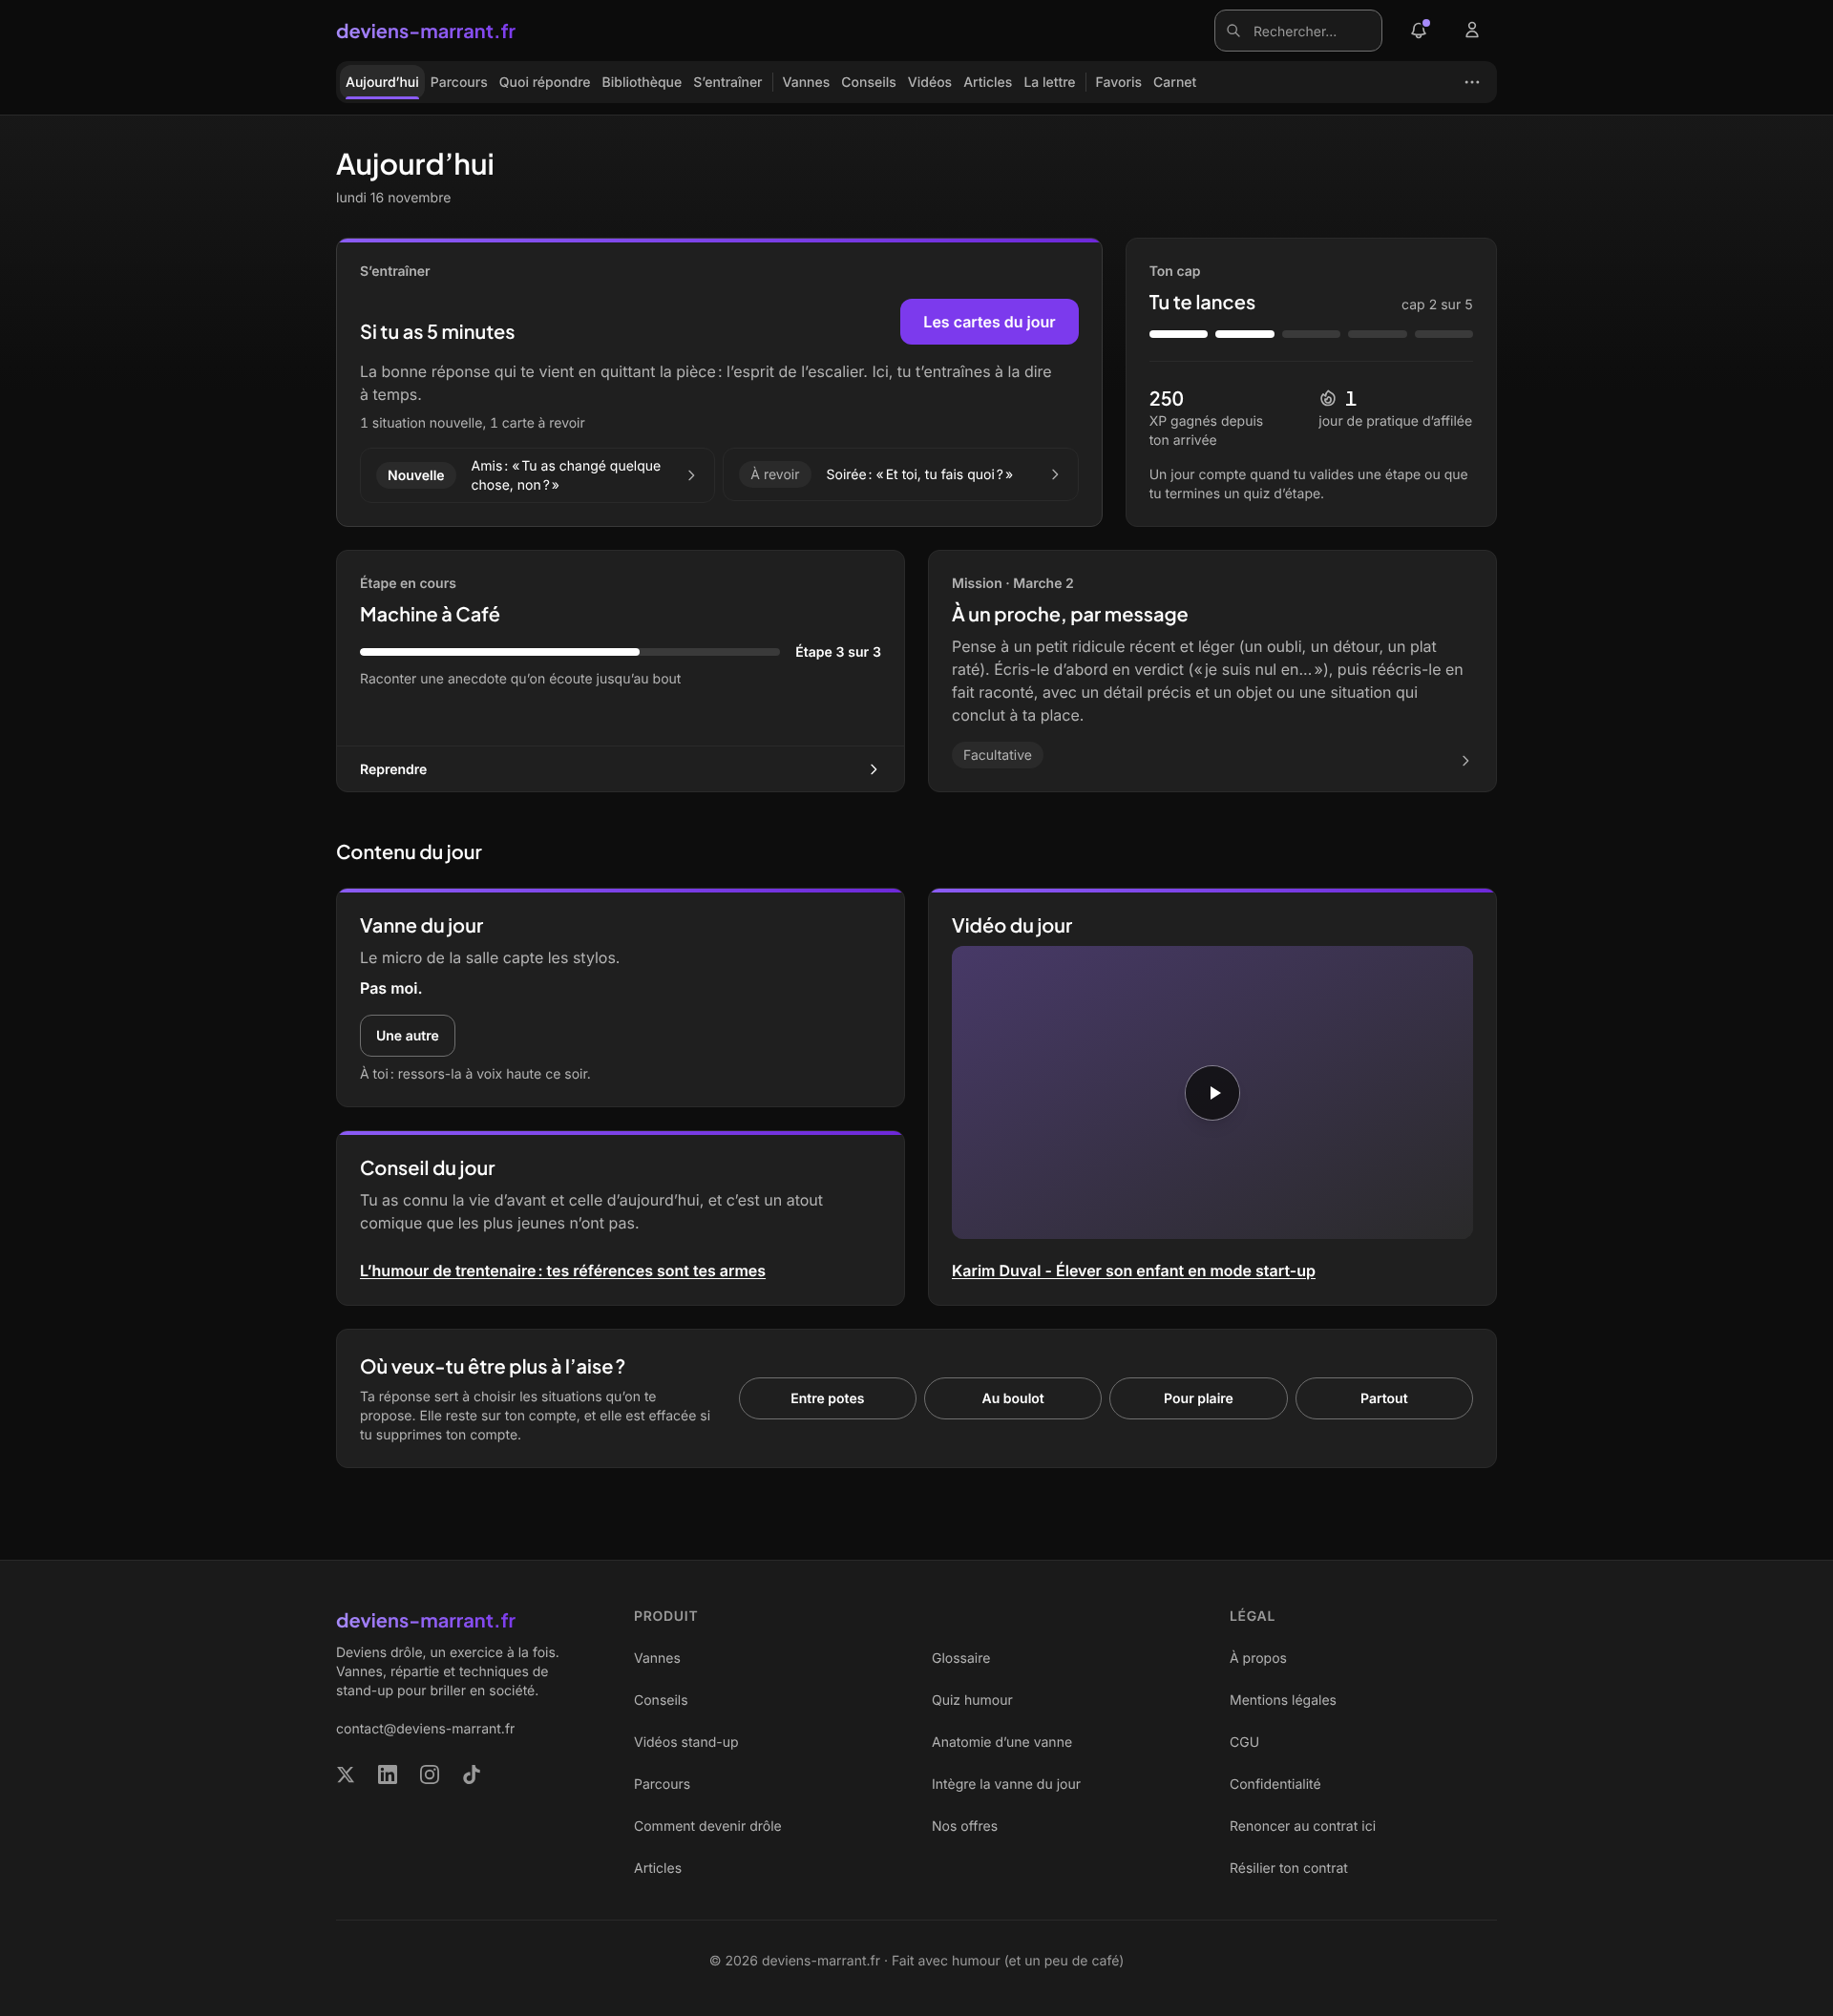 deviens-marrant.fr
Rechercher...
Aujourd’hui Parcours Quoi répondre Bibliothèque S’entraîner Vannes Conseils Vidéos Articles La lettre Favoris Carnet
Aujourd’hui
lundi 16 novembre
S’entraîner
Si tu as 5 minutes
Les cartes du jour
La bonne réponse qui te vient en quittant la pièce : l’esprit de l’escalier. Ici, tu t’entraînes à la dire
à temps.
1 situation nouvelle, 1 carte à revoir
Nouvelle
Amis : « Tu as changé quelque
chose, non ? »
À revoir
Soirée : « Et toi, tu fais quoi ? »
Ton cap
Tu te lances
cap 2 sur 5
250
XP gagnés depuis
ton arrivée
1
jour de pratique d’affilée
Un jour compte quand tu valides une étape ou que
tu termines un quiz d’étape.
Étape en cours
Machine à Café
Étape 3 sur 3
Raconter une anecdote qu’on écoute jusqu’au bout
Reprendre
Mission · Marche 2
À un proche, par message
Pense à un petit ridicule récent et léger (un oubli, un détour, un plat
raté). Écris-le d’abord en verdict (« je suis nul en… »), puis réécris-le en
fait raconté, avec un détail précis et un objet ou une situation qui
conclut à ta place.
Facultative
Contenu du jour
Vanne du jour
Le micro de la salle capte les stylos.
Pas moi.
Une autre
À toi : ressors-la à voix haute ce soir.
Conseil du jour
Tu as connu la vie d’avant et celle d’aujourd’hui, et c’est un atout
comique que les plus jeunes n’ont pas.
L’humour de trentenaire : tes références sont tes armes
Vidéo du jour
Karim Duval - Élever son enfant en mode start-up
Où veux-tu être plus à l’aise ?
Ta réponse sert à choisir les situations qu’on te
propose. Elle reste sur ton compte, et elle est effacée si
tu supprimes ton compte.
Entre potes
Au boulot
Pour plaire
Partout
deviens-marrant.fr
Deviens drôle, un exercice à la fois.
Vannes, répartie et techniques de
stand-up pour briller en société.
contact@deviens-marrant.fr
PRODUIT
Vannes
Conseils
Vidéos stand-up
Parcours
Comment devenir drôle
Articles
Glossaire
Quiz humour
Anatomie d’une vanne
Intègre la vanne du jour
Nos offres
LÉGAL
À propos
Mentions légales
CGU
Confidentialité
Renoncer au contrat ici
Résilier ton contrat
© 2026 deviens-marrant.fr · Fait avec humour (et un peu de café)